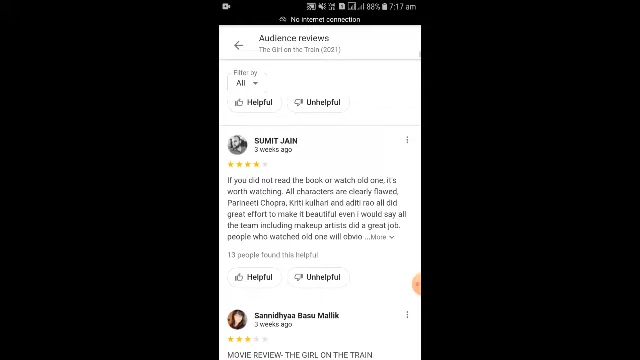 88% 7:17 am
No internet connection
Audience reviews
The Girl on the Train (2021)
Filter by
All
Helpful Unhelpful
SUMIT JAIN
3 weeks ago
If you did not read the book or watch old one, it's
worth watching. All characters are clearly flawed,
Parineeti Chopra, Kriti kulhari and aditi rao all did
great effort to make it beautiful even I would say all
the team including makeup artists did a great job.
people who watched old one will obvio ...More
13 people found this helpful
Helpful Unhelpful
Sannidhyaa Basu Mallik
3 weeks ago
MOVIE REVIEW- THE GIRL ON THE TRAIN